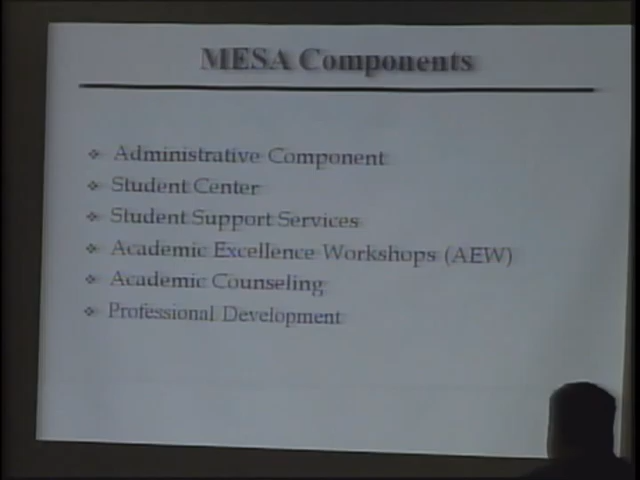 MESA Components
Administrative Component
Student Center
Student Support Services
Academic Excellence Workshops (AEW)
Academic Counseling
Professional Development